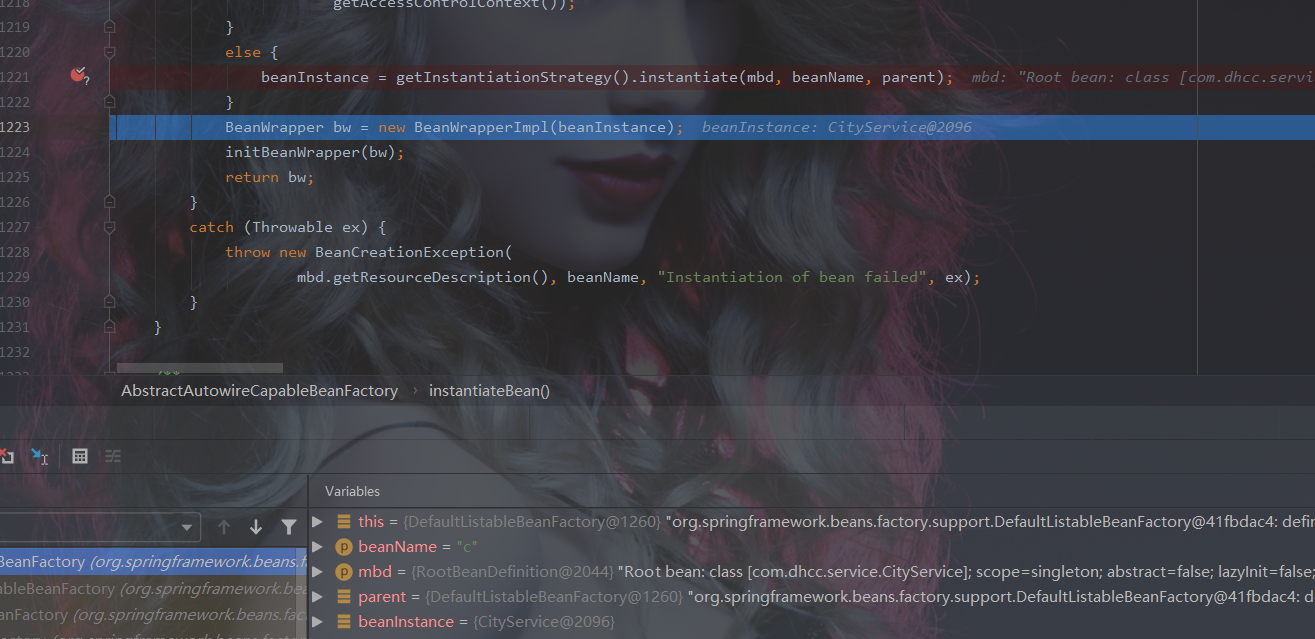 1218 getAccessControlContext());
1219 }
1220 else {
1221 beanInstance = getInstantiationStrategy().instantiate(mbd, beanName, parent); mbd: "Root bean: class [com.dhcc.servi
1222 }
1223 BeanWrapper bw = new BeanWrapperImpl(beanInstance); beanInstance: CityService@2096
1224 initBeanWrapper(bw);
1225 return bw;
1226 }
1227 catch (Throwable ex) {
1228 throw new BeanCreationException(
1229 mbd.getResourceDescription(), beanName, "Instantiation of bean failed", ex);
1230 }
1231 }
1232
/**
AbstractAutowireCapableBeanFactory › instantiateBean()
Variables
this = {DefaultListableBeanFactory@1260} "org.springframework.beans.factory.support.DefaultListableBeanFactory@41fbdac4: defin
beanName = "c"
BeanFactory (org.springframework.beans.f
mbd = {RootBeanDefinition@2044} "Root bean: class [com.dhcc.service.CityService]; scope=singleton; abstract=false; lazyInit=false;
ableBeanFactory (org.springframework.bea
parent = {DefaultListableBeanFactory@1260} "org.springframework.beans.factory.support.DefaultListableBeanFactory@41fbdac4: d
anFactory (org.springframework.beans.fac
beanInstance = {CityService@2096}